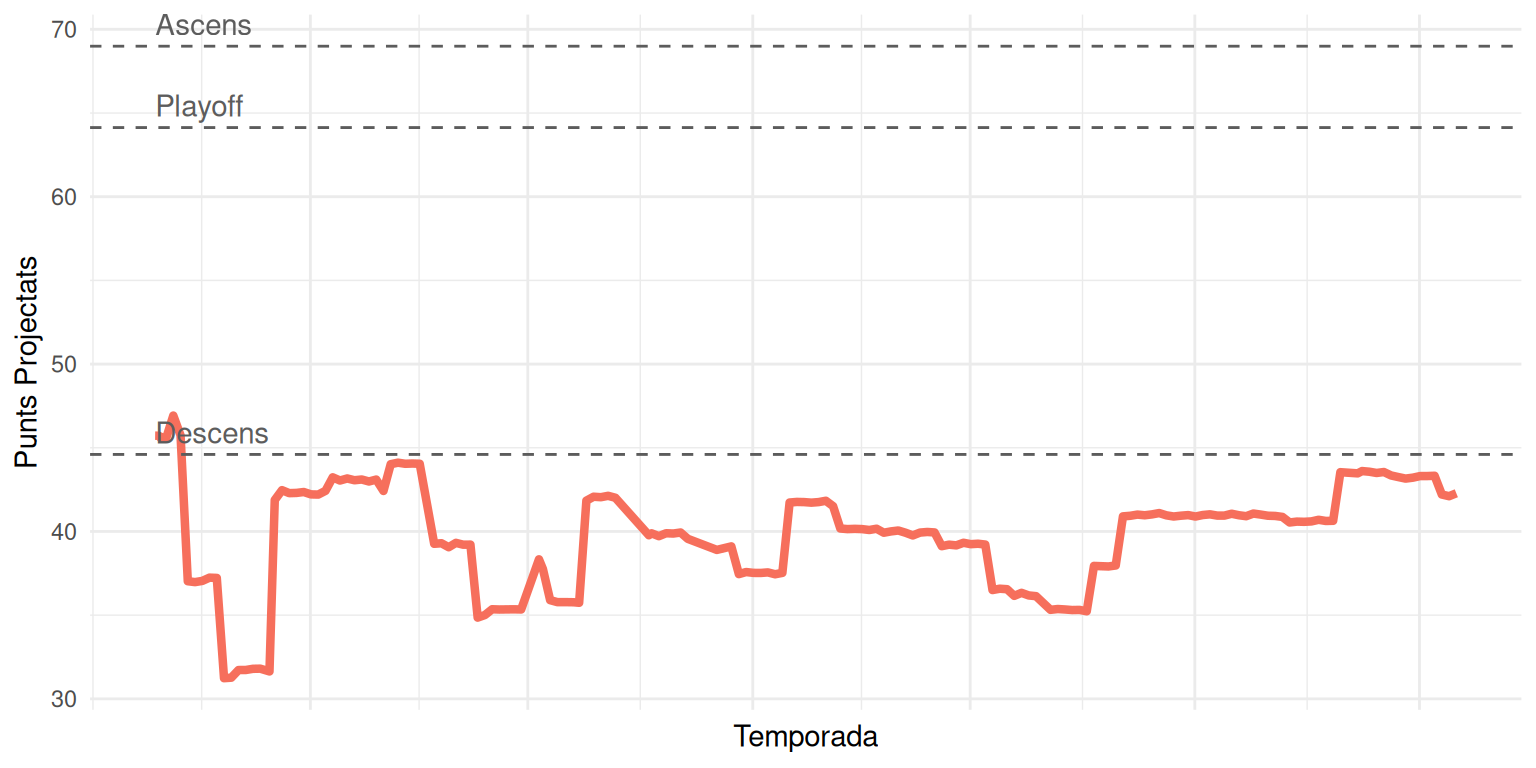 70
Ascens
Playoff
60
Punts Projectats
50
Descens
40
30
Temporada